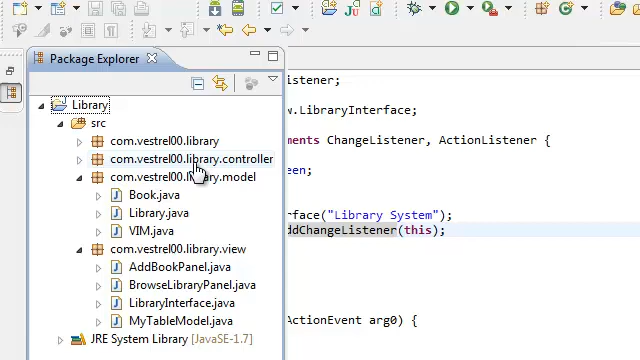 Package Explorer
Library
src
com.vestrel00.library
com.vestrel00.library.controller
com.vestrel00.library.model
Book.java
Library.java
VIM.java
com.vestrel00.library.view
AddBookPanel.java
BrowseLibraryPanel.java
LibraryInterface.java
MyTableModel.java
JRE System Library [JavaSE-1.7]
istener;
w.LibraryInterface;
ments ChangeListener, ActionListener {
een;
rface("Library System");
ddChangeListener(this);
ActionEvent arg0) {